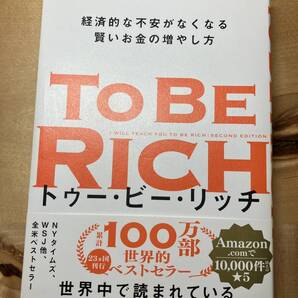 経済的な不安がなくなる
賢いお金の増やし方
TO BE
I WILL TEACH YOU TO BE RICH: SECOND EDITION
RICH
トゥー・ビー・リッチ
NYタイムズ、
WSJ他、
全米ベストセラー
23ヵ国
刊行
累計
100万部
世界的
ベストセラー
Amazon
.comで
10,000件
★5
世界中で読まれている